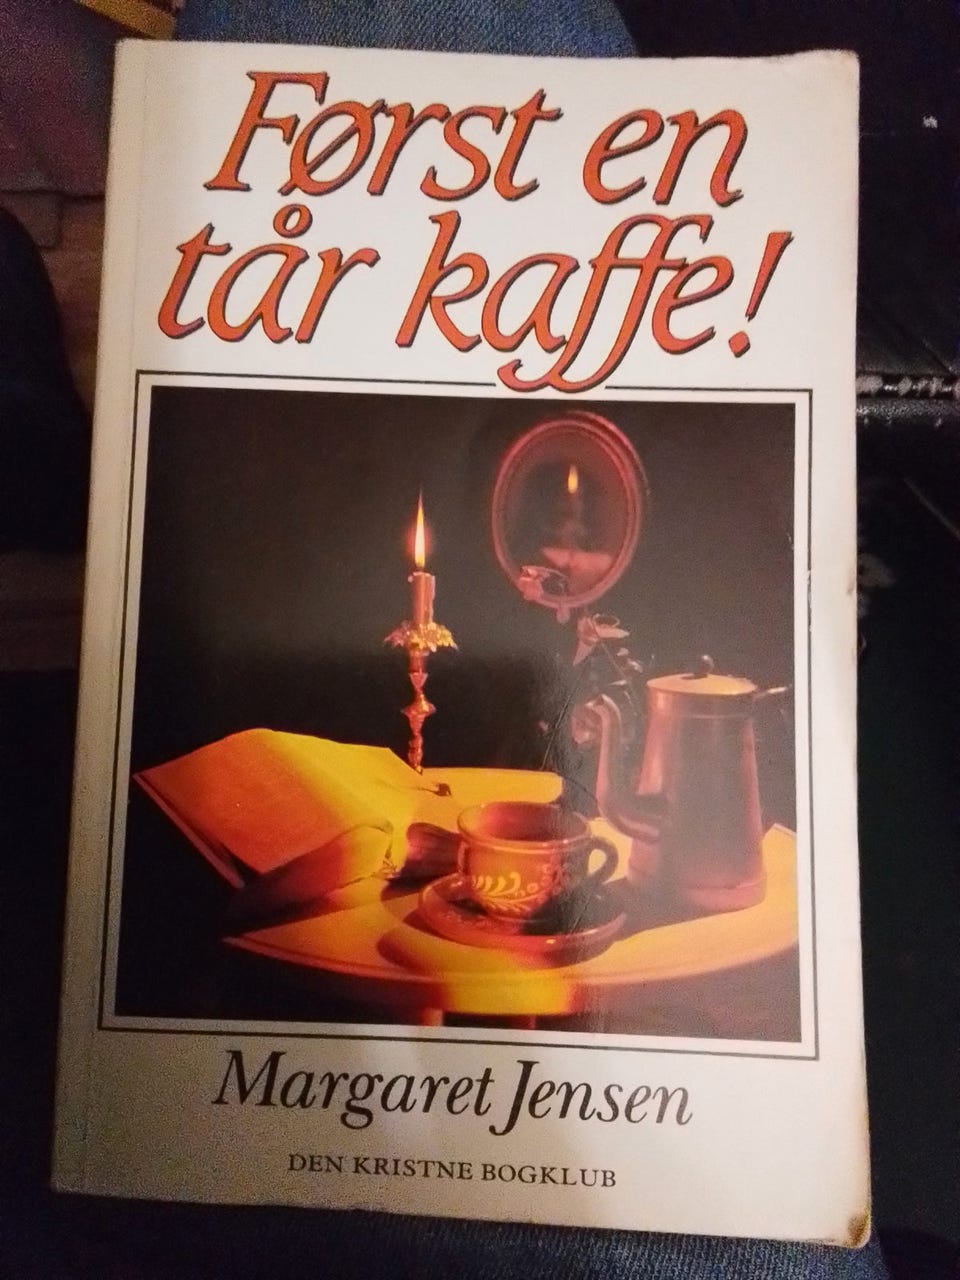 Først en
tår kaffe!
Margaret Jensen
DEN KRISTNE BOGKLUB